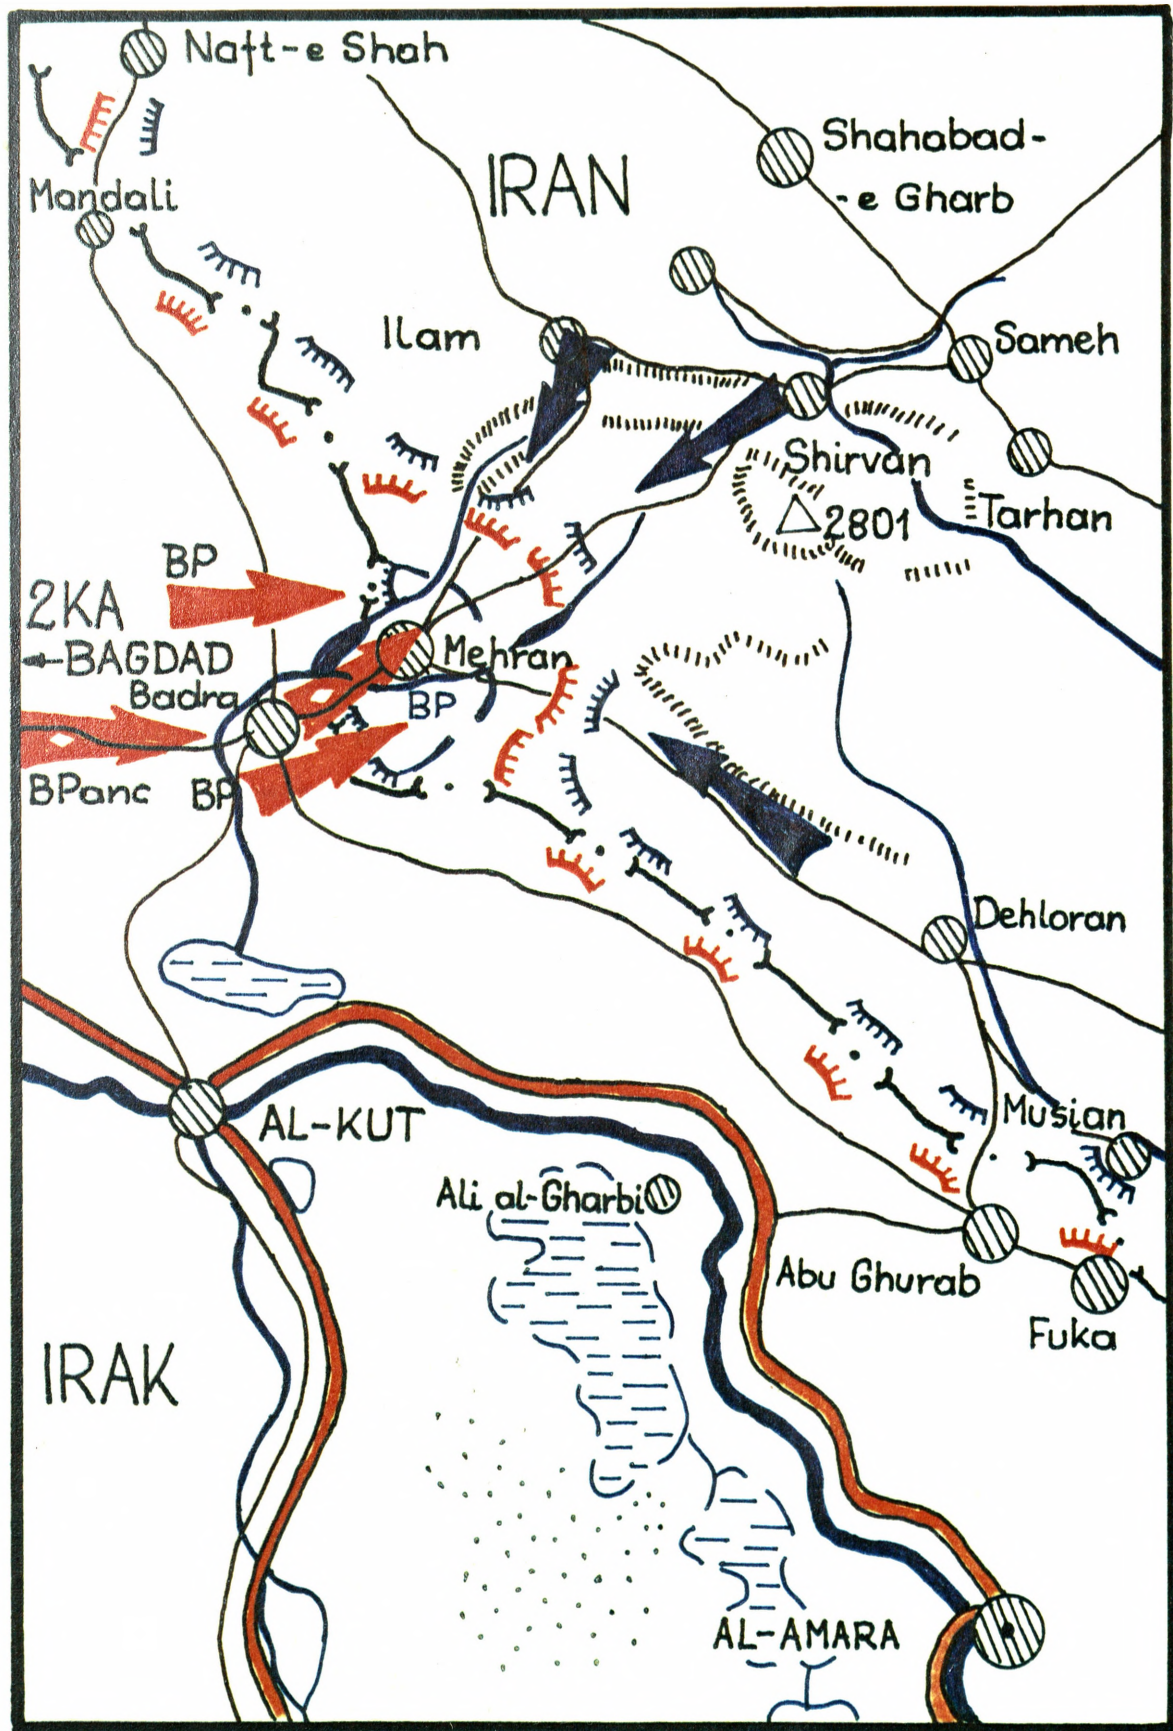 Naft-e Shah
Shahabad-
-e Gharb
IRAN
Mandali
Ilam
Sameh
Shirvan
2801
Tarhan
BP
2KA
BAGDAD
Mehran
Badra
BP
BPanc
BP
Dehloran
Musian
AL-KUT
Ali al-Gharbi
Abu Ghurab
Fuka
IRAK
AL-AMARA